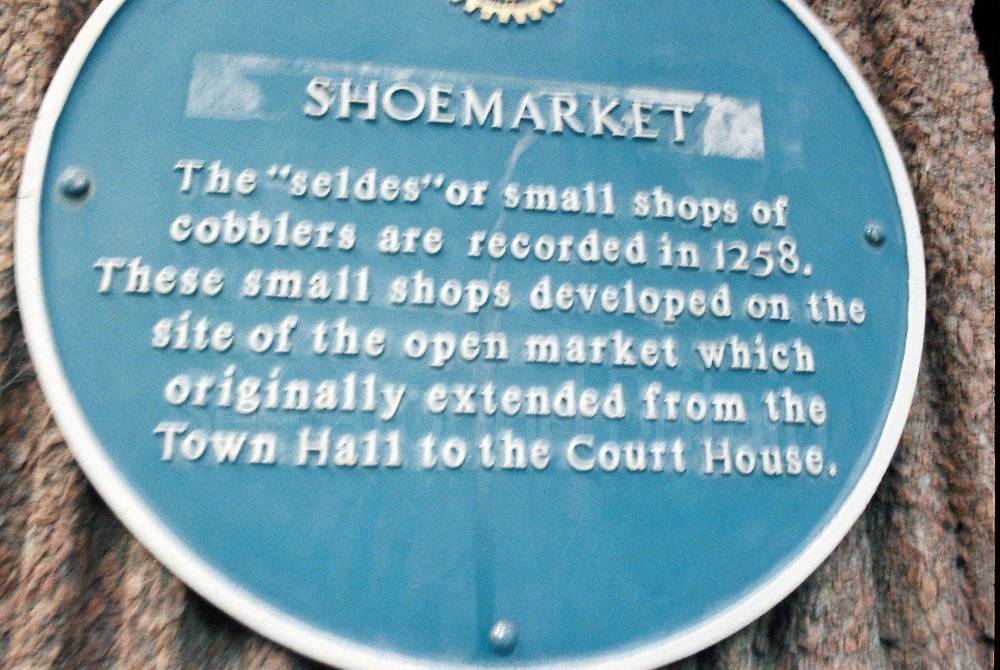 SHOEMARKET
The "seldes" or small shops of
cobblers are recorded in 1258.
These small shops developed on the
site of the open market which
originally extended from the
Town Hall to the Court House.